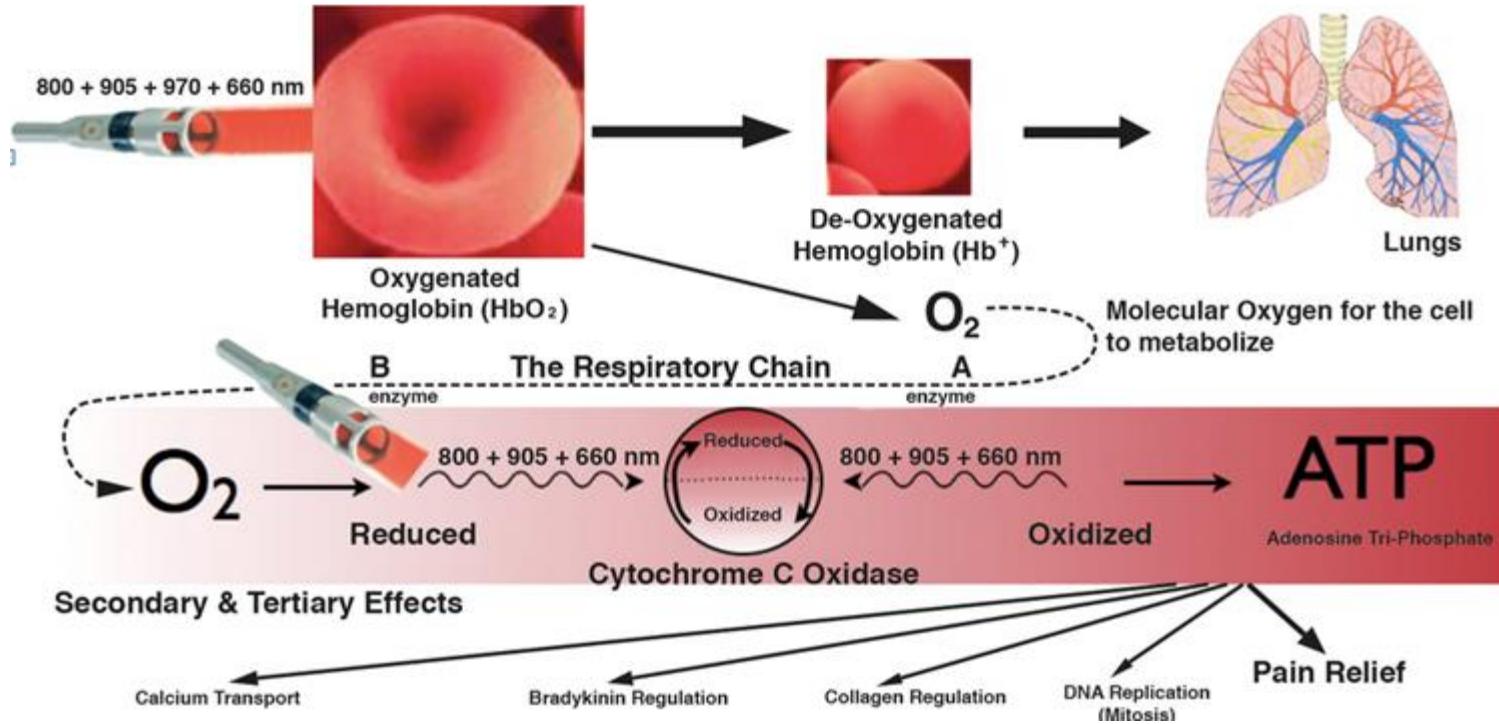 800 + 905 + 970 + 660 nm
Oxygenated
Hemoglobin (HbO₂)
De-Oxygenated
Hemoglobin (Hb⁺)
Lungs
O₂
Molecular Oxygen for the cell
to metabolize
B
enzyme
The Respiratory Chain
A
enzyme
O₂
Reduced
800 + 905 + 660 nm
Reduced
Oxidized
Cytochrome C Oxidase
800 + 905 + 660 nm
Oxidized
ATP
Adenosine Tri-Phosphate
Secondary & Tertiary Effects
Calcium Transport
Bradykinin Regulation
Collagen Regulation
DNA Replication
(Mitosis)
Pain Relief